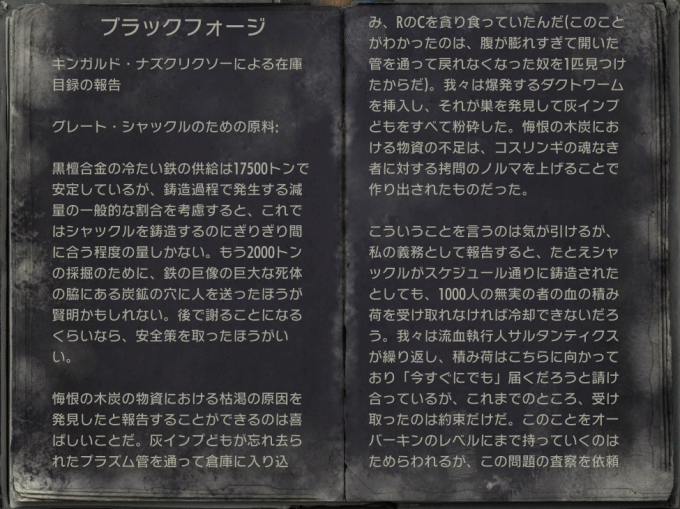 ブラックフォージ
キンガルド・ナズクリクソーによる在庫
目録の報告
グレート・シャックルのための原料:
黒檀合金の冷たい鉄の供給は17500トンで
安定しているが、鋳造過程で発生する減
量の一般的な割合を考慮すると、これで
はシャックルを鋳造するのにぎりぎり間
に合う程度の量しかない。もう2000トン
の採掘のために、鉄の巨像の巨大な死体
の脇にある炭鉱の穴に人を送ったほうが
賢明かもしれない。後で謝ることになる
くらいなら、安全策を取ったほうがい
い。
悔恨の木炭の物資における枯渇の原因を
発見したと報告することができるのは喜
ばしいことだ。灰インプどもが忘れ去ら
れたプラズム管を通って倉庫に入り込
み、RのCを貪り食っていたんだ(このこと
がわかったのは、腹が膨れすぎて開いた
管を通って戻れなくなった奴を1匹見つけ
たからだ)。我々は爆発するダクトワーム
を挿入し、それが巣を発見して灰インプ
どもをすべて粉砕した。悔恨の木炭にお
ける物資の不足は、コスリンギの魂なき
者に対する拷問のノルマを上げることで
作り出されたものだった。
こういうことを言うのは気が引けるが、
私の義務として報告すると、たとえシャ
ックルがスケジュール通りに鋳造された
としても、1000人の無実の者の血の積み
荷を受け取れなければ冷却できないだろ
う。我々は流血執行人サルタンティクス
が繰り返し、積み荷はこちらに向かって
おり「今すぐにでも」届くだろうと請け
合っているが、これまでのところ、受け
取ったのは約束だけだ。このことをオー
バーキンのレベルにまで持っていくのは
ためらわれるが、この問題の査察を依頼